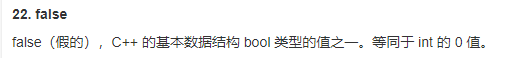 22. false
false（假的），C++ 的基本数据结构 bool 类型的值之一。等同于 int 的 0 值。